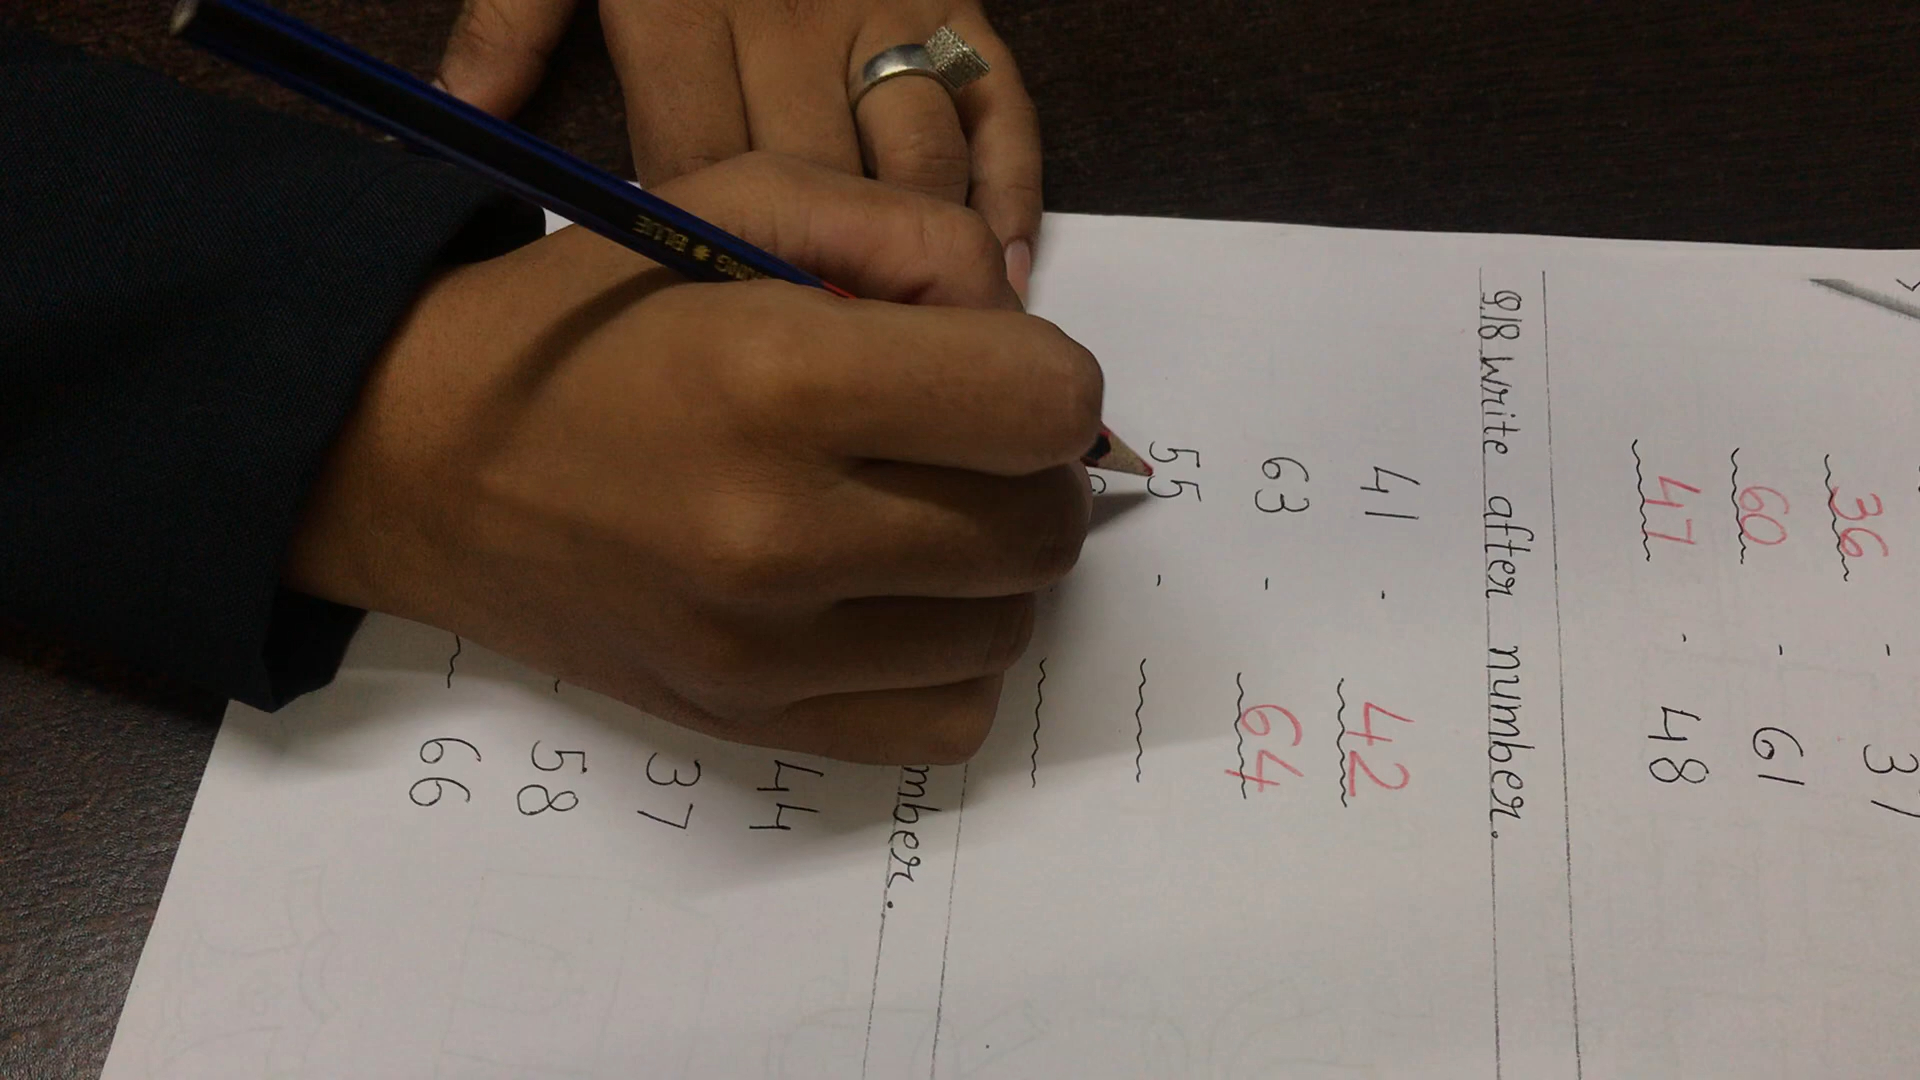 36 - 37
60 - 61
47 - 48
Q.18 Write after number.
41 - 42
63 - 64
55 -
mber.
44
37
58
66
BLUE